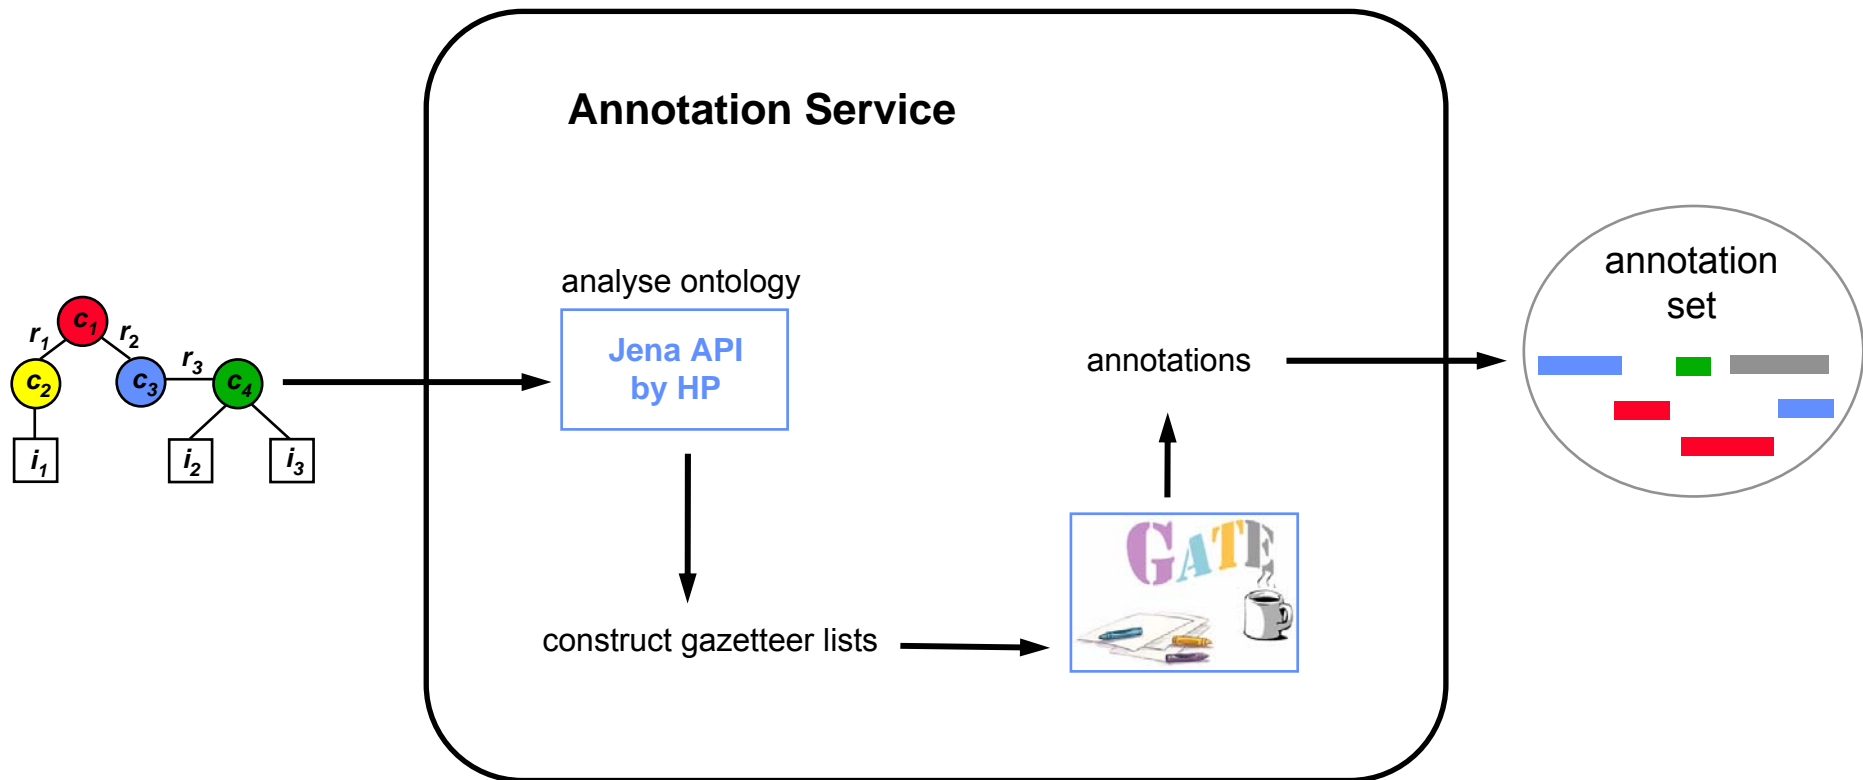 Annotation Service
analyse ontology
Jena API
by HP
construct gazetteer lists
GATE
annotations
annotation
set
c1
r1
r2
r3
c2
c3
c4
i1
i2
i3